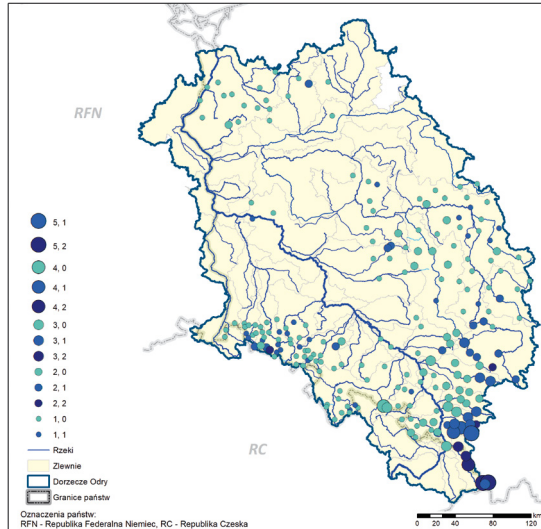 RFN
5, 1
5, 2
4, 0
4, 1
4, 2
3, 0
3, 1
3, 2
2, 0
2, 1
2, 2
1, 0
1, 1
Rzeki
Zlewnie
Dorzecze Odry
Granice państw
RC
Oznaczenia państw:
RFN - Republika Federalna Niemiec, RC - Republika Czeska
0 20 40 80 120 km